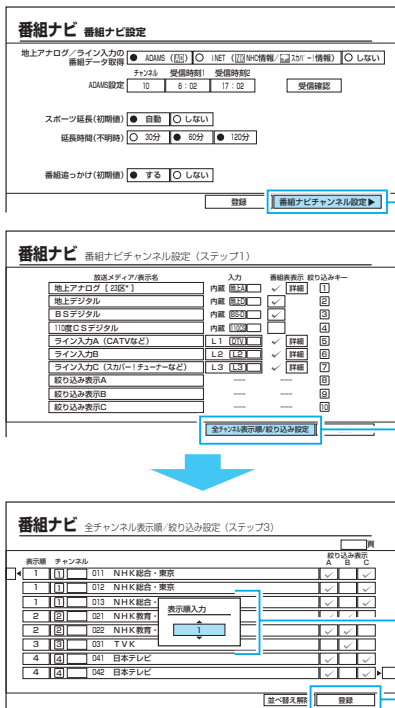 番組ナビ 番組ナビ設定
地上アナログ/ライン入力の
番組データ取得 ● ADAMS ○ iNET ○ しない
チャンネル 受信時刻1 受信時刻2
ADAMS設定 10 6:02 17:02 受信確認
スポーツ延長(初期値) ● 自動 ○ しない
延長時間(不明時) ○ 30分 ● 60分 ● 120分
番組追っかけ(初期値) ● する ○ しない
登録 番組ナビチャンネル設定▶
番組ナビ 番組ナビチャンネル設定(ステップ1)
放送メディア/表示名 入力 番組表表示 絞り込みキー
地上アナログ [23区*] 内蔵 地上A ✓ 詳細 1
地上デジタル 内蔵 地上D ✓ 2
BSデジタル 内蔵 BS-D ✓ 3
110度CSデジタル 内蔵 110CS 4
ライン入力A(CATVなど) L1 DTV ✓ 詳細 5
ライン入力B L2 L2 ✓ 詳細 6
ライン入力C(スカパー!チューナーなど) L3 L3 ✓ 詳細 7
絞り込み表示A --- --- 8
絞り込み表示B --- --- 9
絞り込み表示C --- --- 10
全チャンネル表示順/絞り込み設定
番組ナビ 全チャンネル表示順/絞り込み設定(ステップ3)
頁
絞り込み表示
表示順 チャンネル A B C
1 1 011 NHK総合・東京 ✓ ✓
1 1 012 NHK総合・東京 ✓ ✓
1 1 013 NHK総合・ ✓ ✓
表示順入力
1
2 2 021 NHK教育・ ✓ ✓
2 2 022 NHK教育・ ✓ ✓
3 3 031 TVK ✓
4 4 041 日本テレビ ✓ ✓
4 4 042 日本テレビ ✓ ✓
並べ替え解除 登録